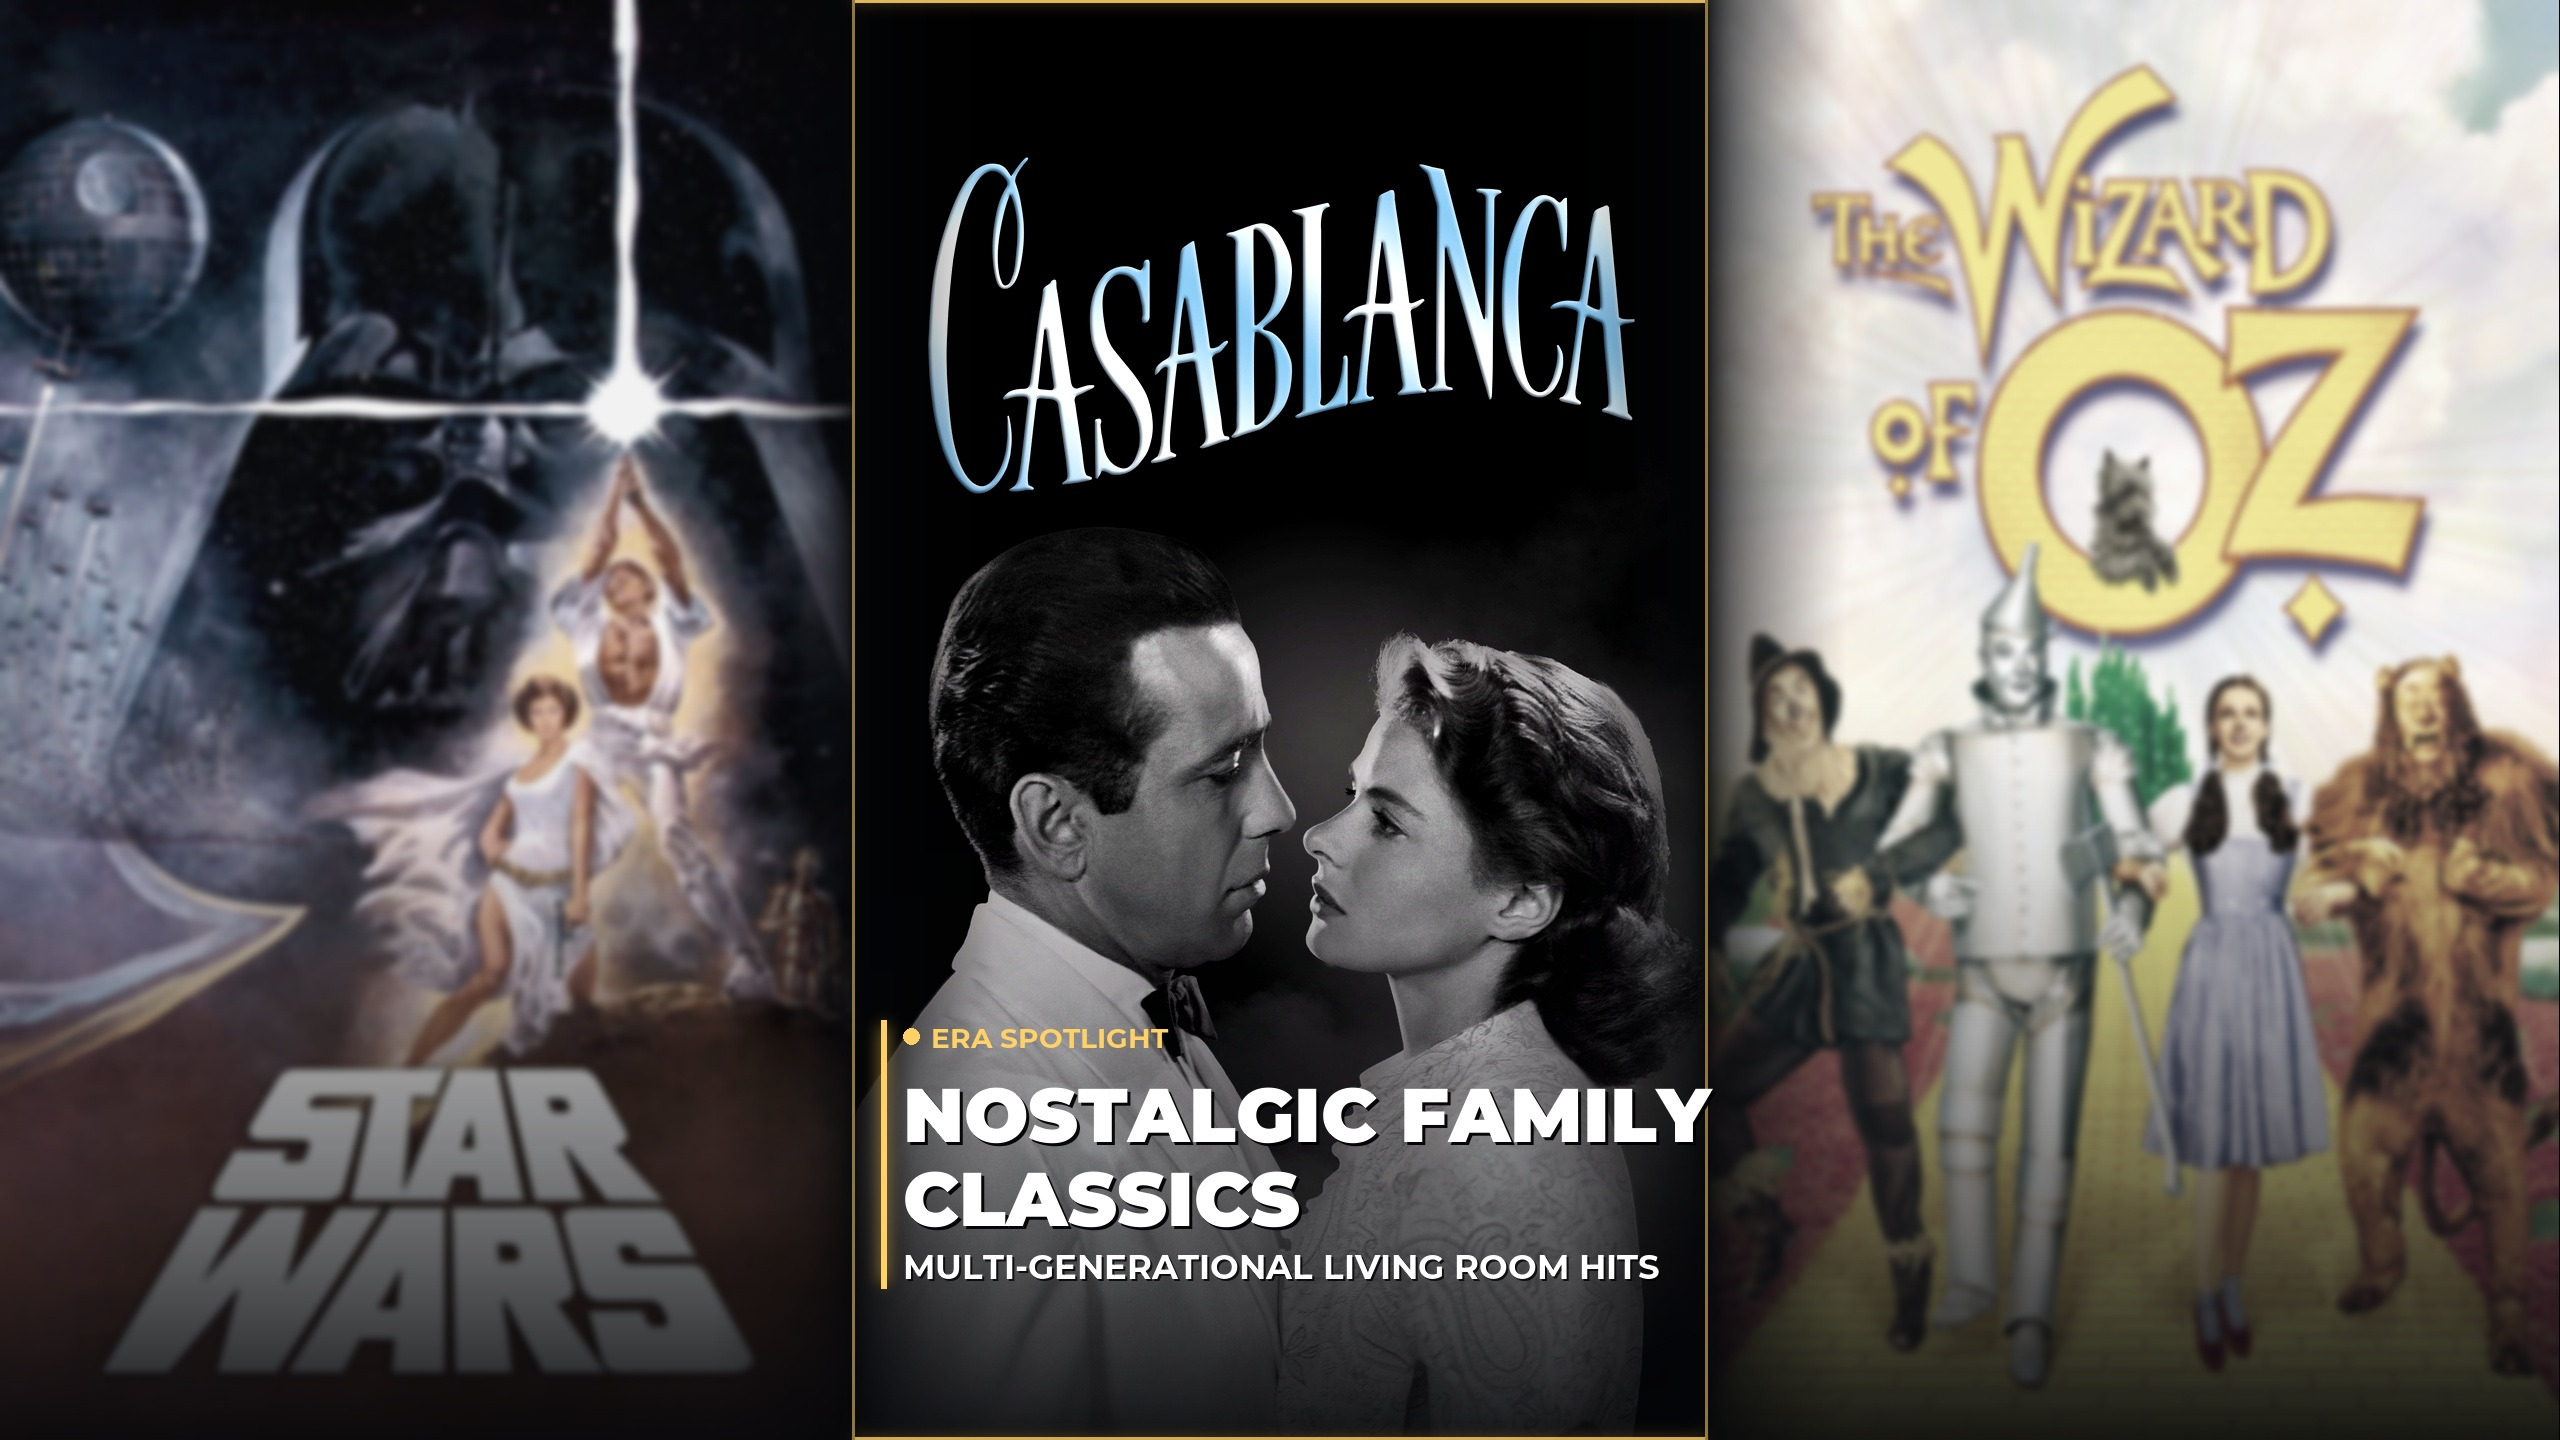 STAR
WARS
CASABLANCA
ERA SPOTLIGHT
NOSTALGIC FAMILY
CLASSICS
MULTI-GENERATIONAL LIVING ROOM HITS
THE WIZARD
OF OZ